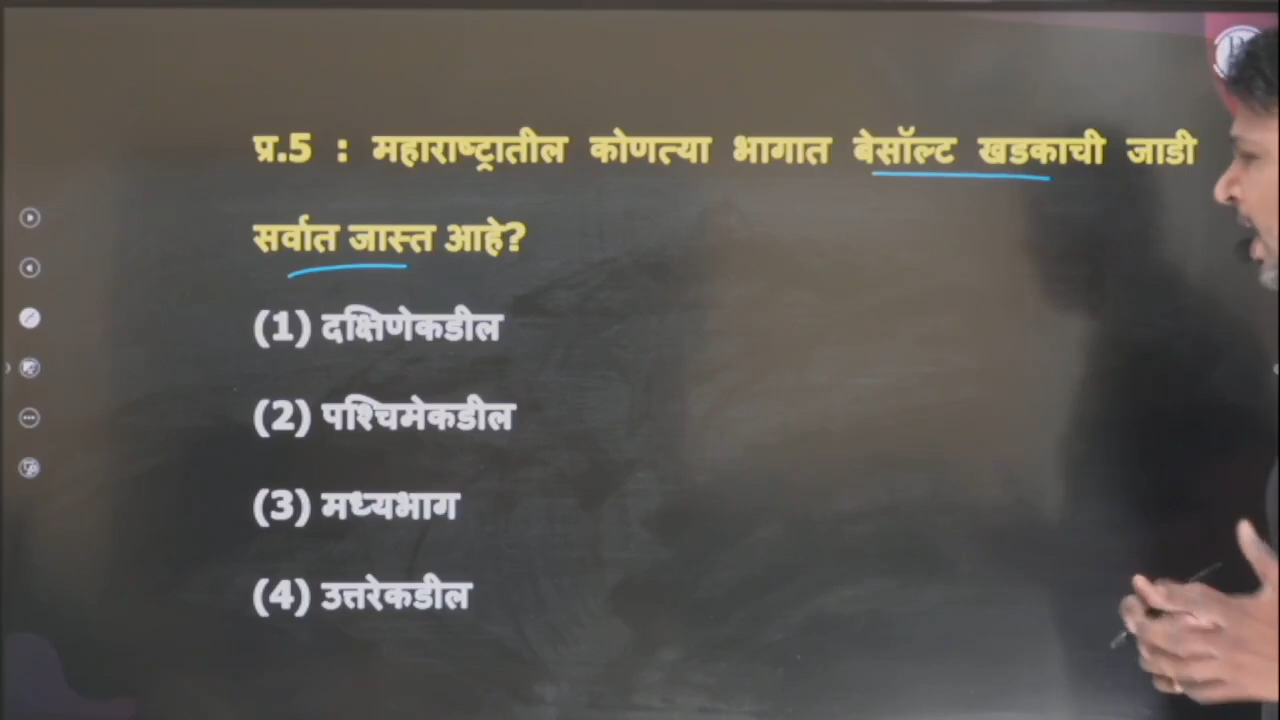 प्र.5 : महाराष्ट्रातील कोणत्या भागात बेसॉल्ट खडकाची जाडी
सर्वात जास्त आहे?
(1) दक्षिणेकडील
(2) पश्चिमेकडील
(3) मध्यभाग
(4) उत्तरेकडील